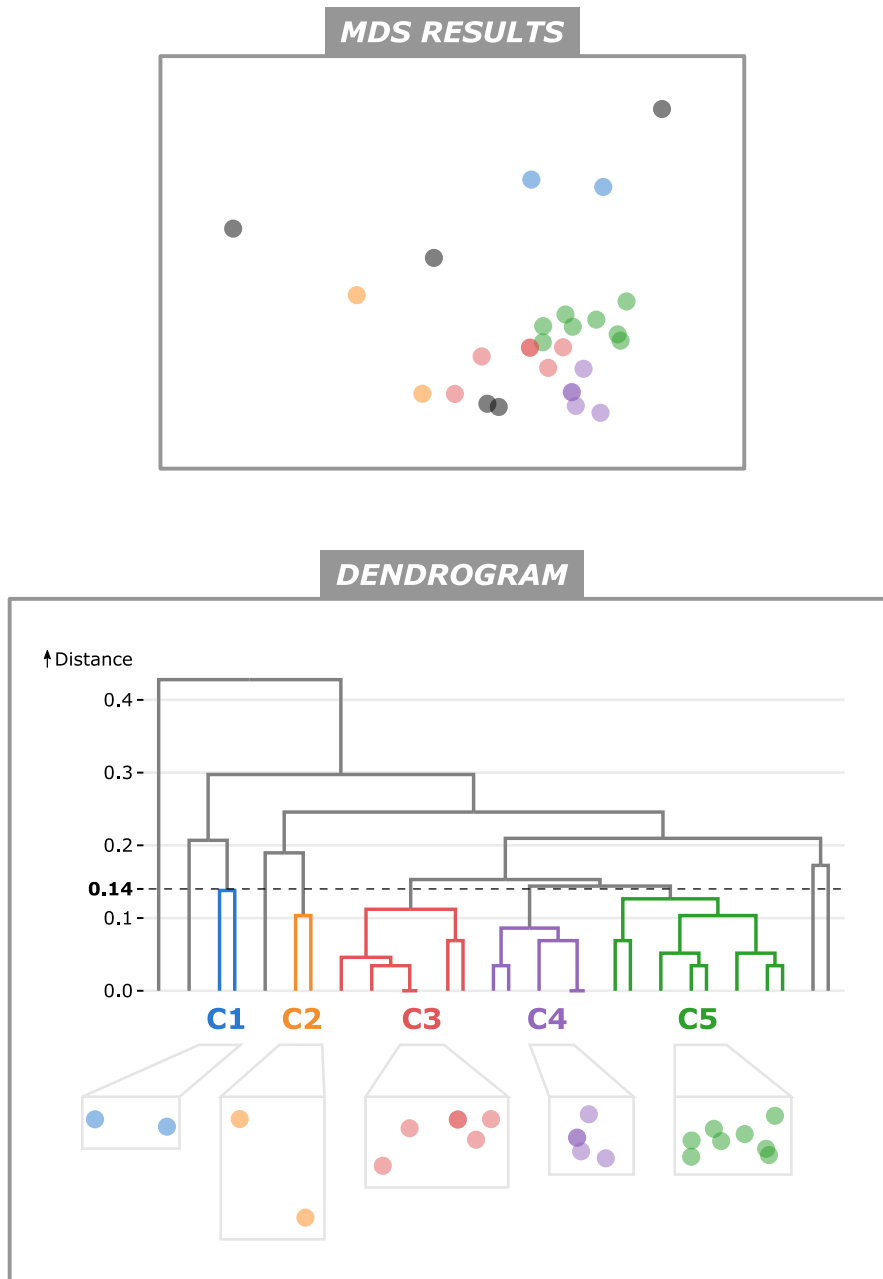 MDS RESULTS
DENDROGRAM
Distance
0.4
0.3
0.2
0.14
0.1
0.0
C1 C2 C3 C4 C5